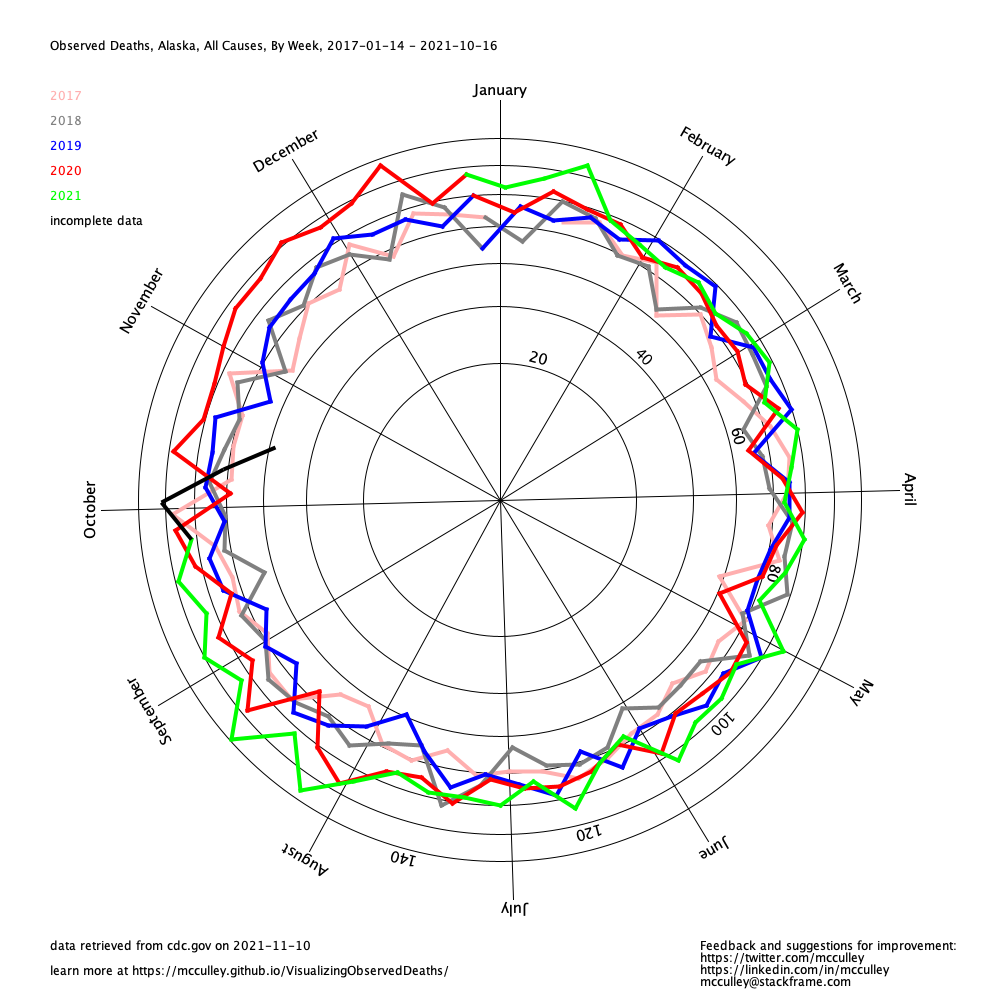 Observed Deaths, Alaska, All Causes, By Week, 2017-01-14 - 2021-10-16
January
2017
2018
2019
2020
2021
incomplete data
December
February
November
March
20
40
60
October
April
80
September
May
100
120
140
August
June
July
data retrieved from cdc.gov on 2021-11-10
learn more at https://mcculley.github.io/VisualizingObservedDeaths/
Feedback and suggestions for improvement:
https://twitter.com/mcculley
https://linkedin.com/in/mcculley
mcculley@stackframe.com